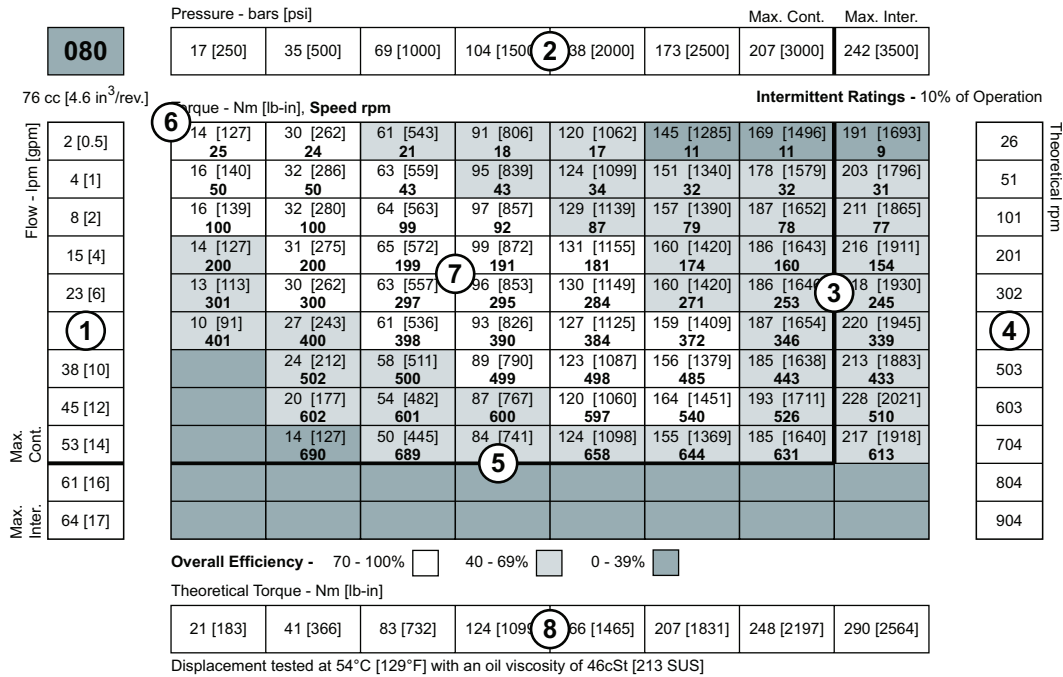 Pressure - bars [psi] Max. Cont. Max. Inter.
080 17 [250] 35 [500] 69 [1000] 104 [150 2 38 [2000] 173 [2500] 207 [3000] 242 [3500]
76 cc [4.6 in3/rev.] Torque - Nm [lb-in], Speed rpm Intermittent Ratings - 10% of Operation
6
Flow - lpm [gpm]
Theoretical rpm
2 [0.5] 14 [127] 30 [262] 61 [543] 91 [806] 120 [1062] 145 [1285] 169 [1496] 191 [1693] 26
25 24 21 18 17 11 11 9
4 [1] 16 [140] 32 [286] 63 [559] 95 [839] 124 [1099] 151 [1340] 178 [1579] 203 [1796] 51
50 50 43 43 34 32 32 31
8 [2] 16 [139] 32 [280] 64 [563] 97 [857] 129 [1139] 157 [1390] 187 [1652] 211 [1865] 101
100 100 99 92 87 79 78 77
15 [4] 14 [127] 31 [275] 65 [572] 99 [872] 131 [1155] 160 [1420] 186 [1643] 216 [1911] 201
200 200 199 191 181 174 160 154
7
23 [6] 13 [113] 30 [262] 63 [557] 96 [853] 130 [1149] 160 [1420] 186 [164 3 18 [1930] 302
301 300 297 295 284 271 253 245
1 10 [91] 27 [243] 61 [536] 93 [826] 127 [1125] 159 [1409] 187 [1654] 220 [1945] 4
401 400 398 390 384 372 346 339
38 [10] 24 [212] 58 [511] 89 [790] 123 [1087] 156 [1379] 185 [1638] 213 [1883] 503
502 500 499 498 485 443 433
45 [12] 20 [177] 54 [482] 87 [767] 120 [1060] 164 [1451] 193 [1711] 228 [2021] 603
602 601 600 597 540 526 510
Max. Cont.
53 [14] 14 [127] 50 [445] 84 [741] 124 [1098] 155 [1369] 185 [1640] 217 [1918] 704
690 689 5 658 644 631 613
61 [16] 804
Max. Inter.
64 [17] 904
Overall Efficiency - 70 - 100% 40 - 69% 0 - 39%
Theoretical Torque - Nm [lb-in]
21 [183] 41 [366] 83 [732] 124 [1099 8 66 [1465] 207 [1831] 248 [2197] 290 [2564]
Displacement tested at 54°C [129°F] with an oil viscosity of 46cSt [213 SUS]